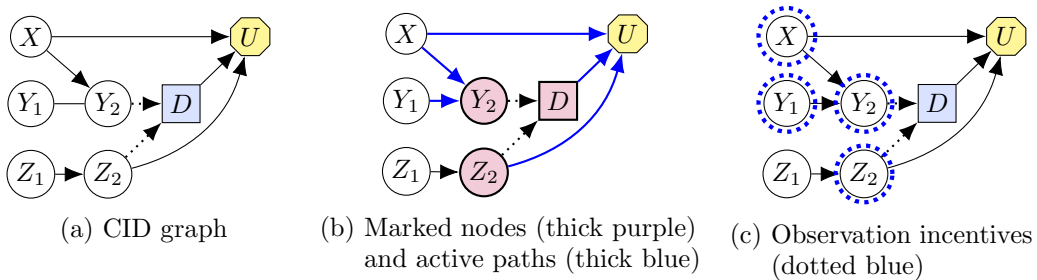 X
U
Y₁
Y₂
D
Z₁
Z₂
(a) CID graph
X
U
Y₁
Y₂
D
Z₁
Z₂
(b) Marked nodes (thick purple)
and active paths (thick blue)
X
U
Y₁
Y₂
D
Z₁
Z₂
(c) Observation incentives
(dotted blue)